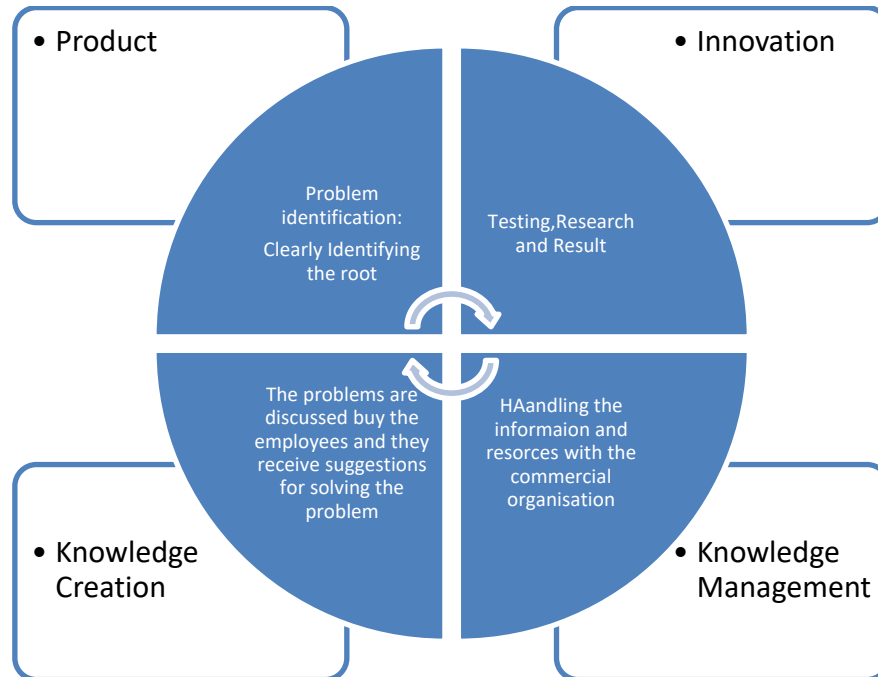 • Product
• Innovation
Problem
identification:
Clearly Identifying
the root
Testing,Research
and Result
The problems are
discussed buy the
employees and they
receive suggestions
for solving the
problem
HAandling the
informaion and
resorces with the
commercial
organisation
• Knowledge
Creation
• Knowledge
Management